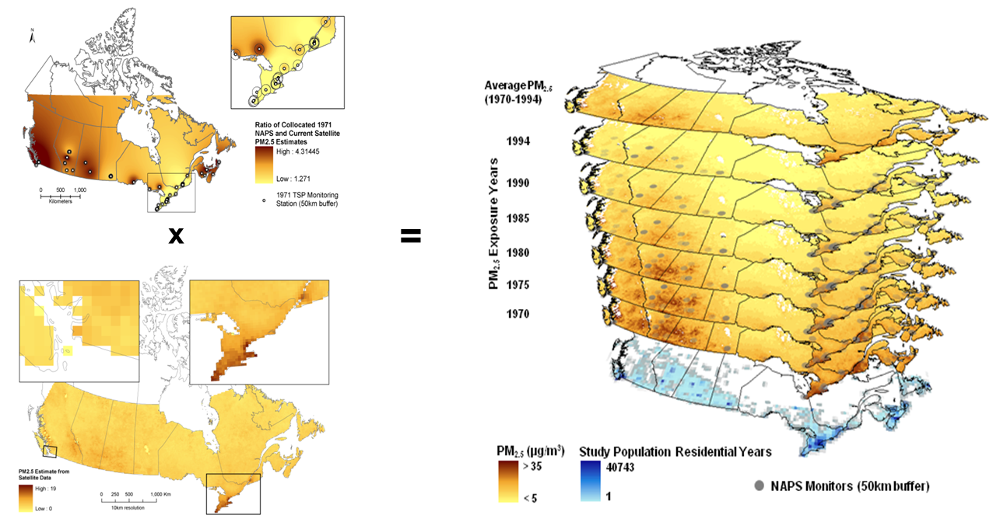 N
Ratio of Collocated 1971
NAPS and Current Satellite
PM2.5 Estimates
High : 4.31445
Low : 1.271
1971 TSP Monitoring
Station (50km buffer)
0 500 1,000
Kilometers
x
=
PM2.5 Estimate from
Satellite Data
High : 19
Low : 0
0 250 500 1,000 Km
10km resolution
Average PM2.5
(1970-1994)
1994
1990
1985
1980
1975
1970
PM2.5 Exposure Years
PM2.5 (µg/m³)
> 35
< 5
Study Population Residential Years
40743
1
NAPS Monitors (50km buffer)